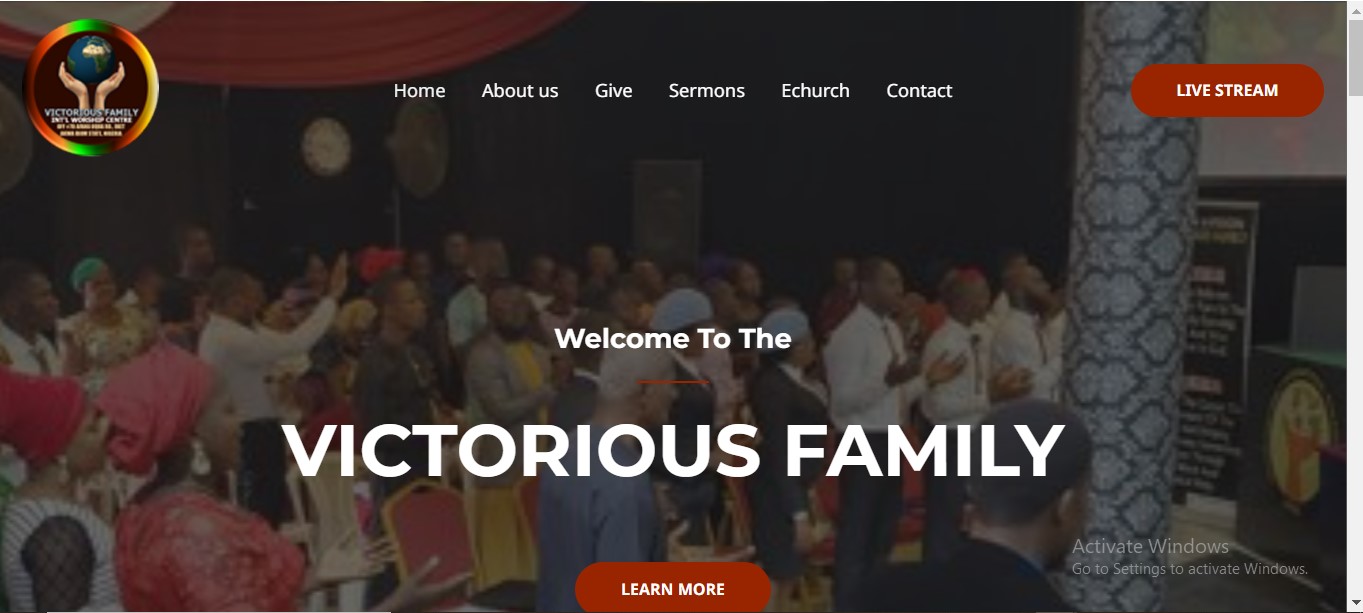 VICTORIOUS FAMILY
INT'L WORSHIP CENTRE
Home
About us
Give
Sermons
Echurch
Contact
LIVE STREAM
Welcome To The
VICTORIOUS FAMILY
LEARN MORE
Activate Windows
Go to Settings to activate Windows.